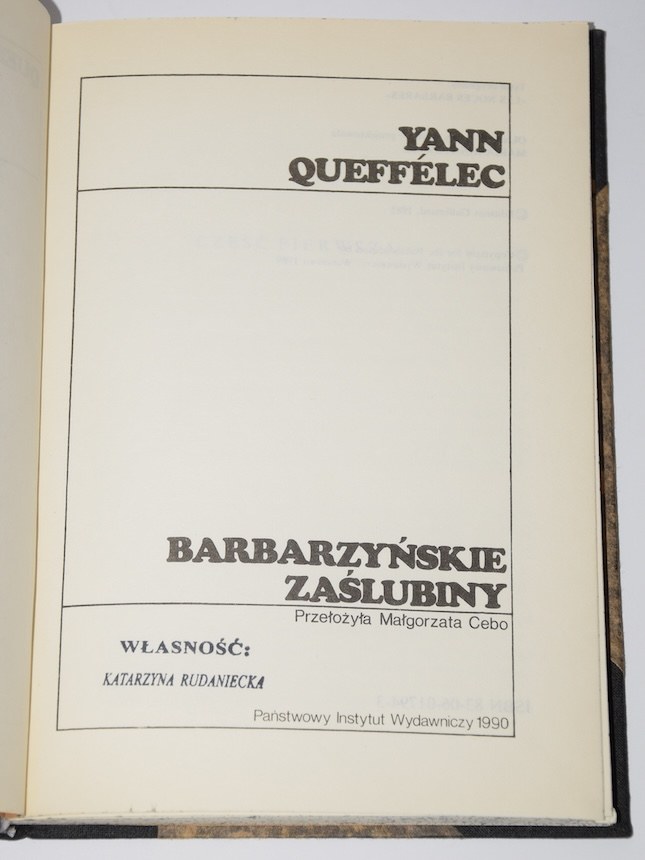 YANN
QUEFFÉLEC
BARBARZYŃSKIE
ZAŚLUBINY
Przełożyła Małgorzata Cebo
WŁASNOŚĆ:
KATARZYNA RUDANIECKA
Państwowy Instytut Wydawniczy 1990